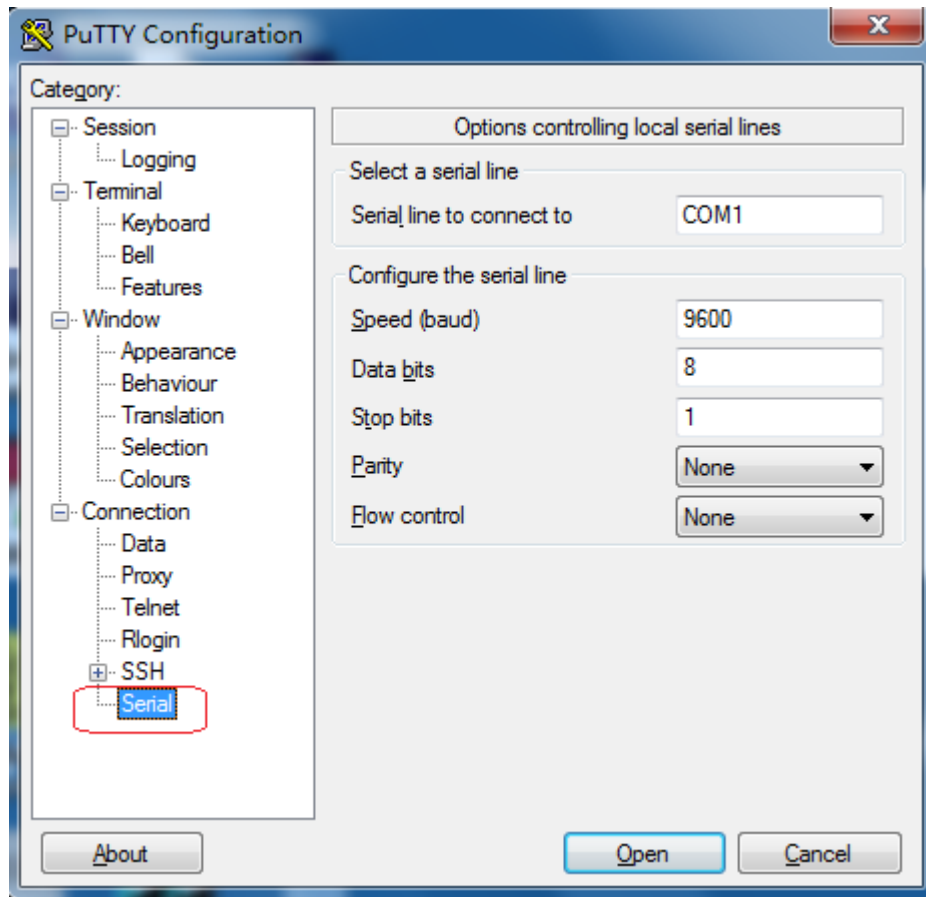 PuTTY Configuration
Category:
Session
Logging
Terminal
Keyboard
Bell
Features
Window
Appearance
Behaviour
Translation
Selection
Colours
Connection
Data
Proxy
Telnet
Rlogin
SSH
Serial
Options controlling local serial lines
Select a serial line
Serial line to connect to COM1
Configure the serial line
Speed (baud) 9600
Data bits 8
Stop bits 1
Parity None
Flow control None
About Open Cancel